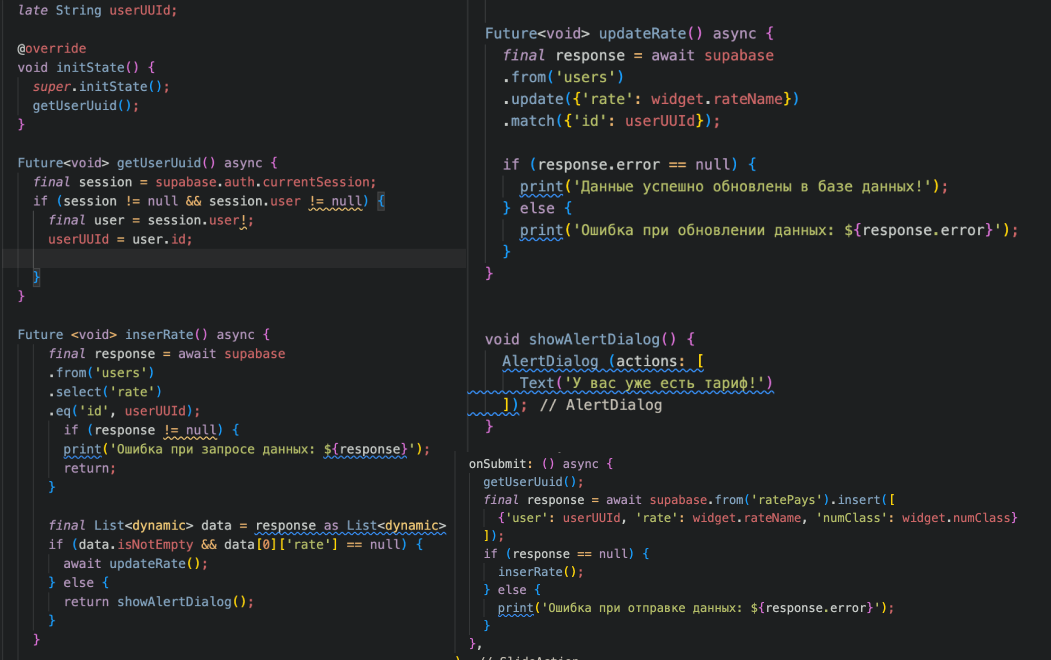 late String userUUId;
@override
void initState() {
super.initState();
getUserUuid();
}
Future<void> getUserUuid() async {
final session = supabase.auth.currentSession;
if (session != null && session.user != null) {
final user = session.user!;
userUUId = user.id;
}
}
Future <void> inserRate() async {
final response = await supabase
.from('users')
.select('rate')
.eq('id', userUUId);
if (response != null) {
print('Ошибка при запросе данных: ${response}');
return;
}
final List<dynamic> data = response as List<dynamic>
if (data.isNotEmpty && data[0]['rate'] == null) {
await updateRate();
} else {
return showAlertDialog();
}
}
Future<void> updateRate() async {
final response = await supabase
.from('users')
.update({'rate': widget.rateName})
.match({'id': userUUId});
if (response.error == null) {
print('Данные успешно обновлены в базе данных!');
} else {
print('Ошибка при обновлении данных: ${response.error}');
}
}
void showAlertDialog() {
AlertDialog (actions: [
Text('У вас уже есть тариф!')
]); // AlertDialog
}
onSubmit: () async {
getUserUuid();
final response = await supabase.from('ratePays').insert([
{'user': userUUId, 'rate': widget.rateName, 'numClass': widget.numClass}
]);
if (response == null) {
inserRate();
} else {
print('Ошибка при отправке данных: ${response.error}');
}
},